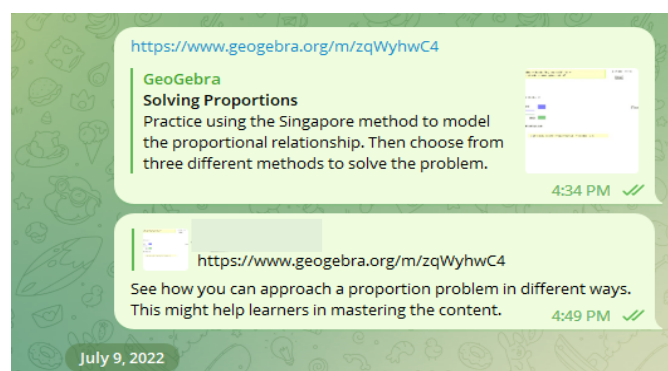 https://www.geogebra.org/m/zqWyhwC4
GeoGebra
Solving Proportions
Practice using the Singapore method to model
the proportional relationship. Then choose from
three different methods to solve the problem.
4:34 PM
https://www.geogebra.org/m/zqWyhwC4
See how you can approach a proportion problem in different ways.
This might help learners in mastering the content.
4:49 PM
July 9, 2022